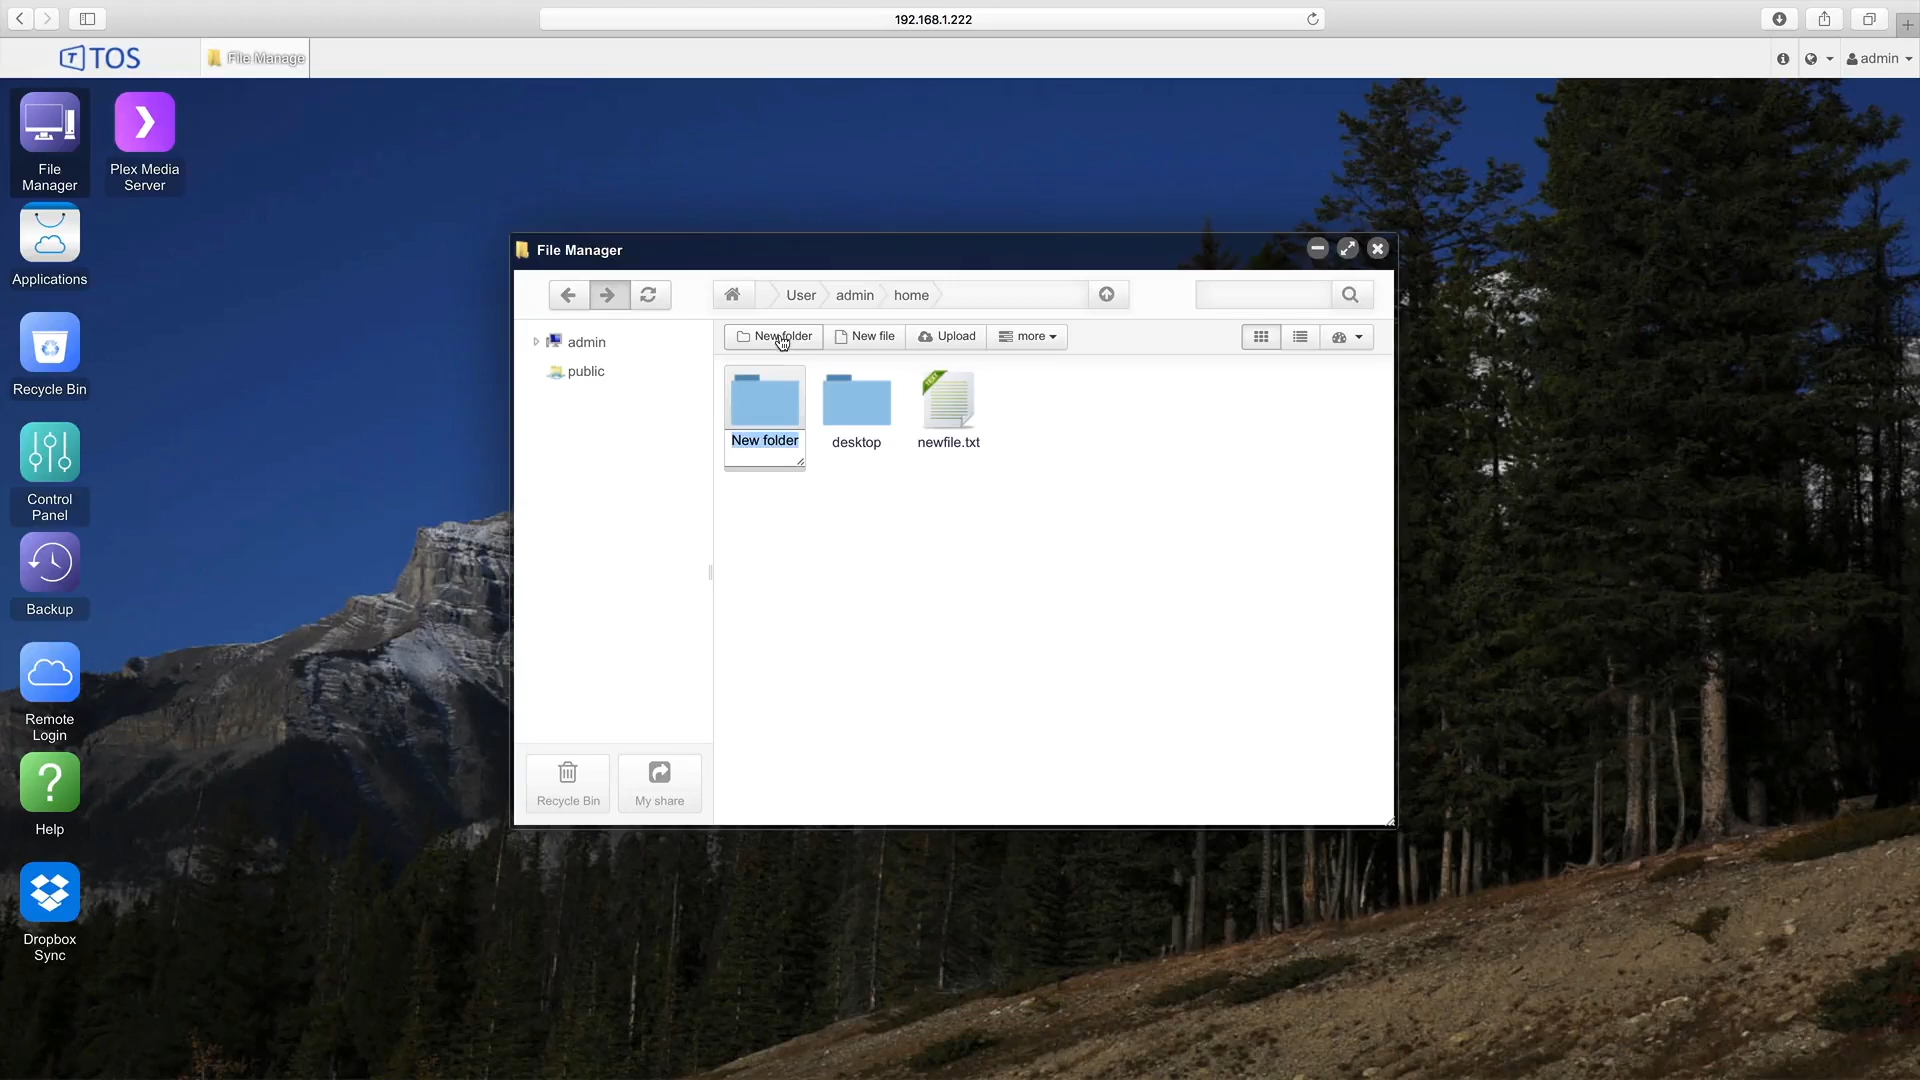 192.168.1.222
TOS
File Manage
admin
File
Manager
Plex Media
Server
Applications
Recycle Bin
Control
Panel
Backup
Remote
Login
Help
Dropbox
Sync
File Manager
User admin home
admin
public
New folder New file Upload more
New folder
desktop
TEXT
newfile.txt
Recycle Bin
My share